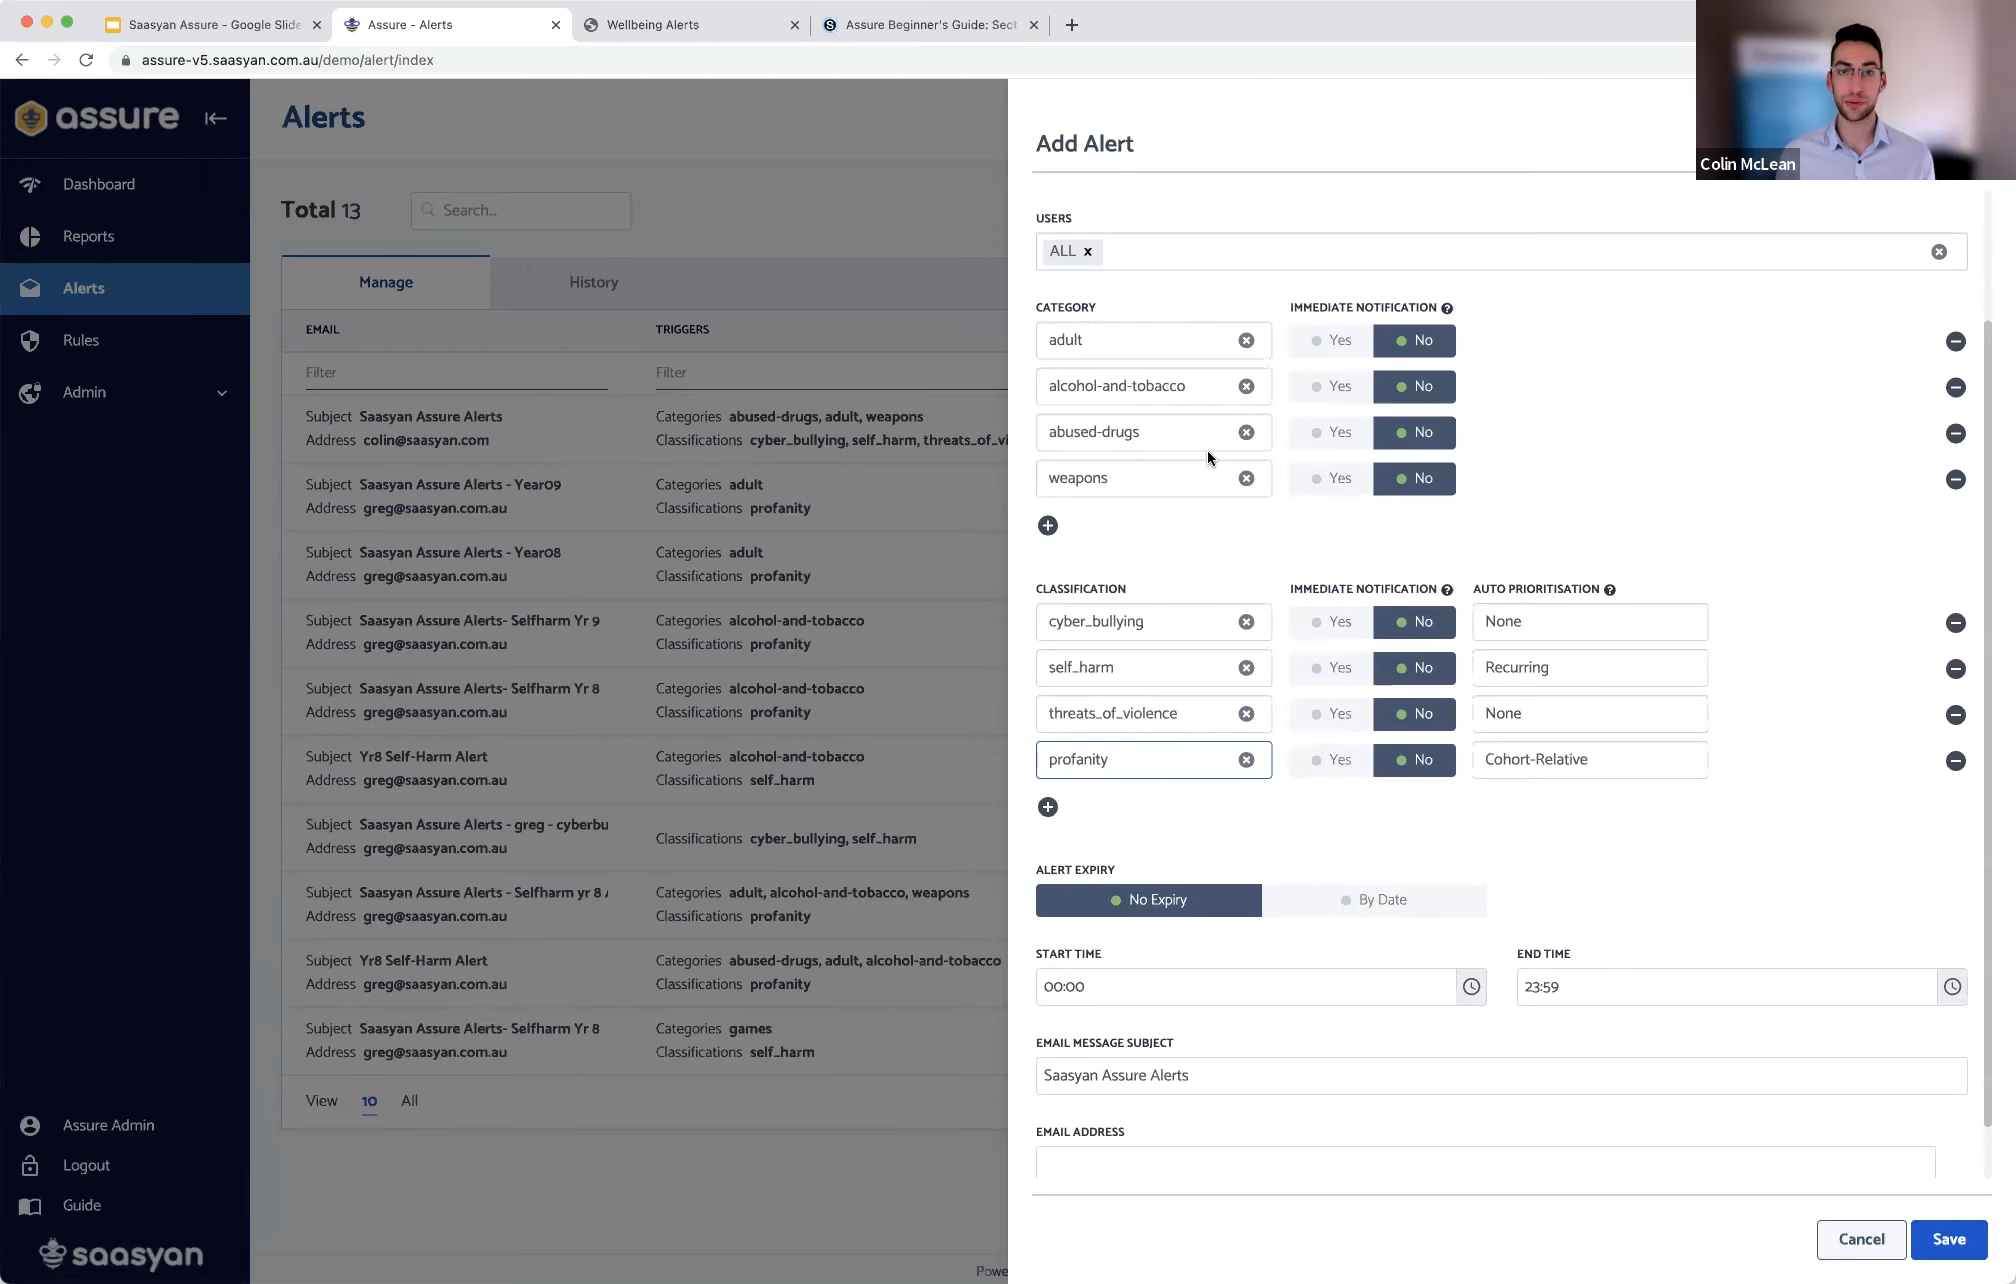 Saasyan Assure - Google Slide
Assure - Alerts
Wellbeing Alerts
Assure Beginner's Guide: Sect
assure-v5.saasyan.com.au/demo/alert/index
Colin McLean
assure
Dashboard
Reports
Alerts
Rules
Admin
Assure Admin
Logout
Guide
saasyan
Alerts
Total 13
Search...
Manage
History
EMAIL
TRIGGERS
Filter
Filter
Subject Saasyan Assure Alerts
Address colin@saasyan.com
Categories abused-drugs, adult, weapons
Classifications cyber_bullying, self_harm, threats_of_vi
Subject Saasyan Assure Alerts - Year09
Address greg@saasyan.com.au
Categories adult
Classifications profanity
Subject Saasyan Assure Alerts - Year08
Address greg@saasyan.com.au
Categories adult
Classifications profanity
Subject Saasyan Assure Alerts- Selfharm Yr 9
Address greg@saasyan.com.au
Categories alcohol-and-tobacco
Classifications profanity
Subject Saasyan Assure Alerts- Selfharm Yr 8
Address greg@saasyan.com.au
Categories alcohol-and-tobacco
Classifications profanity
Subject Yr8 Self-Harm Alert
Address greg@saasyan.com.au
Categories alcohol-and-tobacco
Classifications self_harm
Subject Saasyan Assure Alerts - greg - cyberbu
Address greg@saasyan.com.au
Classifications cyber_bullying, self_harm
Subject Saasyan Assure Alerts - Selfharm yr 8
Address greg@saasyan.com.au
Categories adult, alcohol-and-tobacco, weapons
Classifications profanity
Subject Yr8 Self-Harm Alert
Address greg@saasyan.com.au
Categories abused-drugs, adult, alcohol-and-tobacco
Classifications profanity
Subject Saasyan Assure Alerts- Selfharm Yr 8
Address greg@saasyan.com.au
Categories games
Classifications self_harm
View 10 All
Powe
Add Alert
USERS
ALL x
CATEGORY
IMMEDIATE NOTIFICATION ?
adult Yes No
alcohol-and-tobacco Yes No
abused-drugs Yes No
weapons Yes No
CLASSIFICATION
IMMEDIATE NOTIFICATION ?
AUTO PRIORITISATION ?
cyber_bullying Yes No None
self_harm Yes No Recurring
threats_of_violence Yes No None
profanity Yes No Cohort-Relative
ALERT EXPIRY
No Expiry
By Date
START TIME
END TIME
00:00
23:59
EMAIL MESSAGE SUBJECT
Saasyan Assure Alerts
EMAIL ADDRESS
Cancel
Save